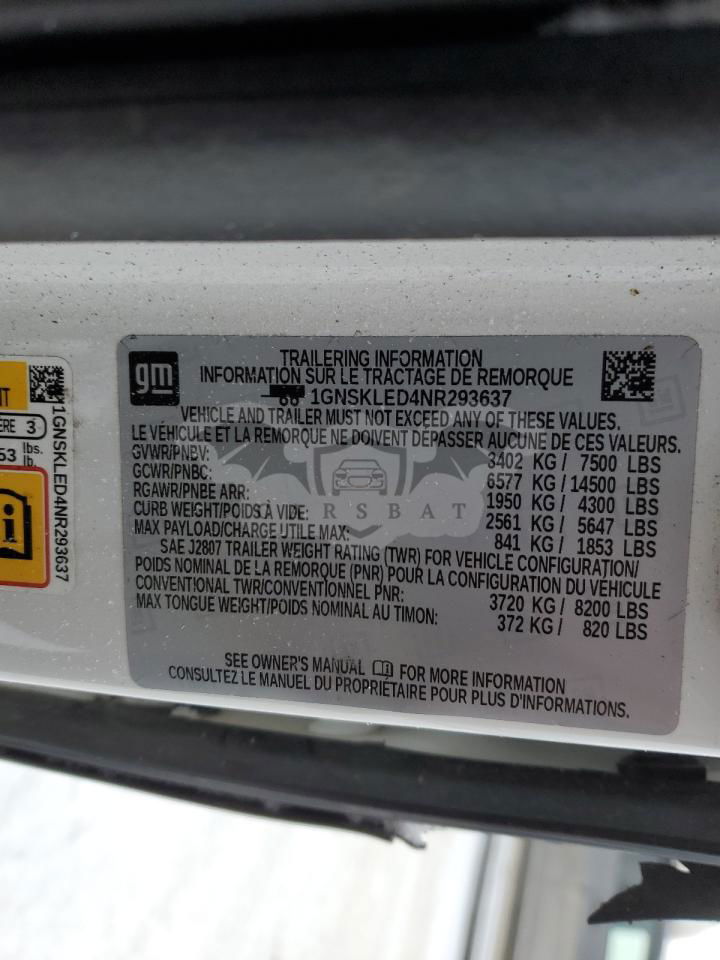 gm
TRAILERING INFORMATION
INFORMATION SUR LE TRACTAGE DE REMORQUE
1GNSKLED4NR293637
VEHICLE AND TRAILER MUST NOT EXCEED ANY OF THESE VALUES.
LE VÉHICULE ET LA REMORQUE NE DOIVENT DÉPASSER AUCUNE DE CES VALEURS.
GVWR/PNBV: 3402 KG / 7500 LBS
GCWR/PNBC: 6577 KG / 14500 LBS
RGAWR/PNBE ARR: 1950 KG / 4300 LBS
CURB WEIGHT/POIDS À VIDE: 2561 KG / 5647 LBS
MAX PAYLOAD/CHARGE UTILE MAX: 841 KG / 1853 LBS
SAE J2807 TRAILER WEIGHT RATING (TWR) FOR VEHICLE CONFIGURATION/
POIDS NOMINAL DE LA REMORQUE (PNR) POUR LA CONFIGURATION DU VÉHICULE
CONVENTIONAL TWR/CONVENTIONNEL PNR: 3720 KG / 8200 LBS
MAX TONGUE WEIGHT/POIDS NOMINAL AU TIMON: 372 KG / 820 LBS
SEE OWNER'S MANUAL FOR MORE INFORMATION
CONSULTEZ LE MANUEL DU PROPRIÉTAIRE POUR PLUS D'INFORMATIONS.
1GNSKLED4NR293637
3
53 lbs.
lb.
RSBAT